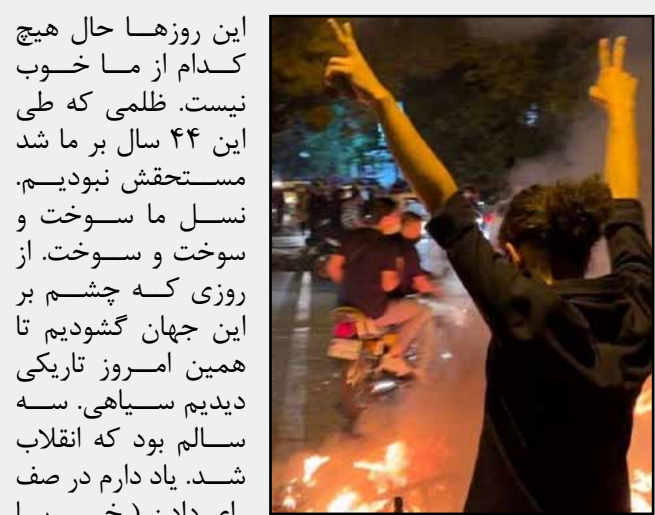 این روزها حال هیچ
کدام از ما خوب
نیست. ظلمی که طی
این ۴۴ سال بر ما شد
مستحقش نبودیم.
نسل ما سوخت و
سوخت و سوخت. از
روزی که چشم بر
این جهان گشودیم تا
همین امروز تاریکی
دیدیم سیاهی. سه
سالم بود که انقلاب
شد. یاد دارم در صف